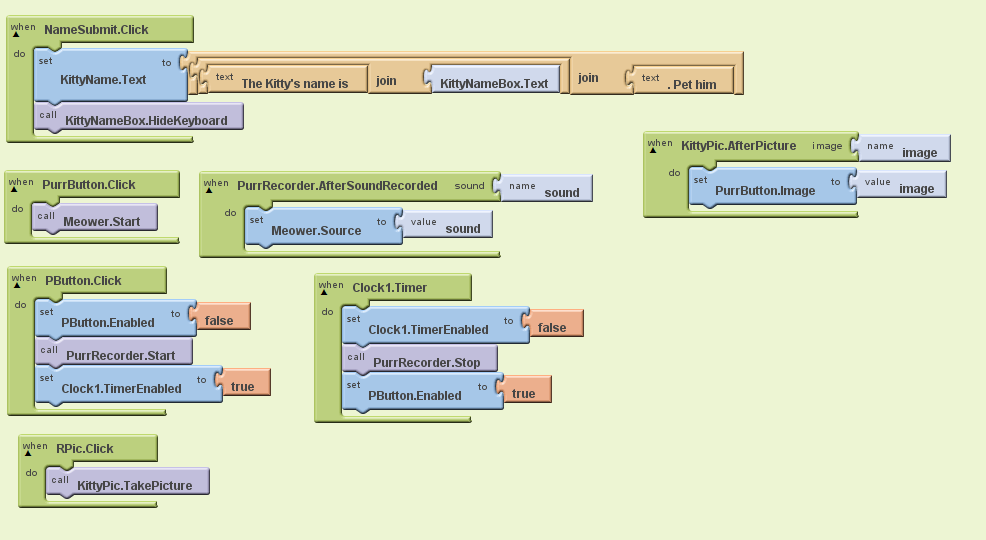 when NameSubmit.Click
do set KittyName.Text to text The Kitty's name is join KittyNameBox.Text join text . Pet him
call KittyNameBox.HideKeyboard
when KittyPic.AfterPicture image name image
do set PurrButton.Image to value image
when PurrButton.Click
do call Meower.Start
when PurrRecorder.AfterSoundRecorded sound name sound
do set Meower.Source to value sound
when PButton.Click
do set PButton.Enabled to false
call PurrRecorder.Start
set Clock1.TimerEnabled to true
when Clock1.Timer
do set Clock1.TimerEnabled to false
call PurrRecorder.Stop
set PButton.Enabled to true
when RPic.Click
do call KittyPic.TakePicture